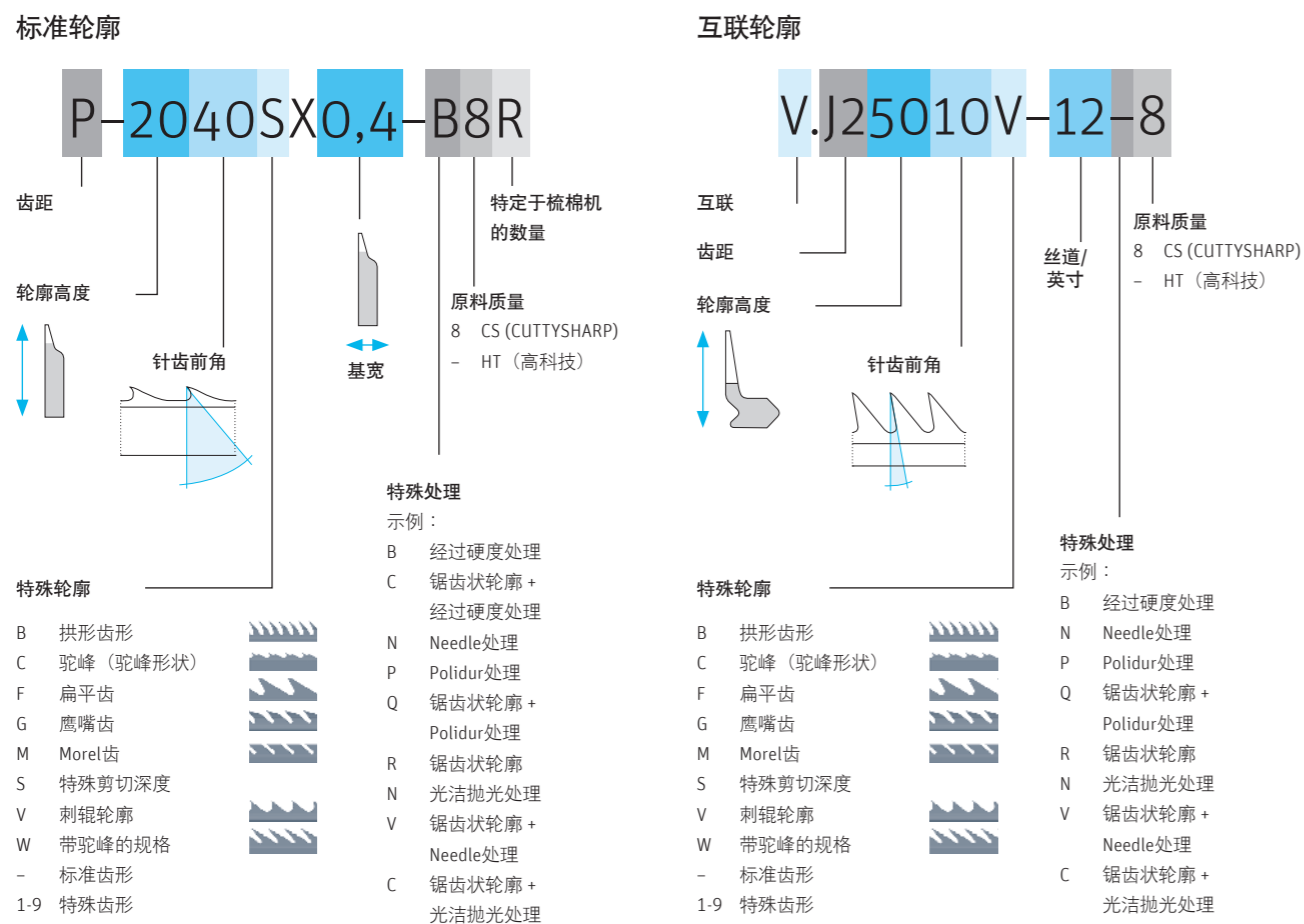 标准轮廓
P-2040SX0,4-B8R
齿距
特定于梳棉机
的数量
轮廓高度
针齿前角
基宽
原料质量
8 CS (CUTTYSHARP)
– HT（高科技）
特殊处理
示例：
B 经过硬度处理
C 锯齿状轮廓 +
经过硬度处理
N Needle处理
P Polidur处理
Q 锯齿状轮廓 +
Polidur处理
R 锯齿状轮廓
N 光洁抛光处理
V 锯齿状轮廓 +
Needle处理
C 锯齿状轮廓 +
光洁抛光处理
特殊轮廓
B 拱形齿形
C 驼峰（驼峰形状）
F 扁平齿
G 鹰嘴齿
M Morel齿
S 特殊剪切深度
V 刺辊轮廓
W 带驼峰的规格
– 标准齿形
1-9 特殊齿形
互联轮廓
V.J25010V-12-8
互联
齿距
轮廓高度
针齿前角
丝道/
英寸
原料质量
8 CS (CUTTYSHARP)
– HT（高科技）
特殊处理
示例：
B 经过硬度处理
N Needle处理
P Polidur处理
Q 锯齿状轮廓 +
Polidur处理
R 锯齿状轮廓
N 光洁抛光处理
V 锯齿状轮廓 +
Needle处理
C 锯齿状轮廓 +
光洁抛光处理
特殊轮廓
B 拱形齿形
C 驼峰（驼峰形状）
F 扁平齿
G 鹰嘴齿
M Morel齿
S 特殊剪切深度
V 刺辊轮廓
W 带驼峰的规格
– 标准齿形
1-9 特殊齿形